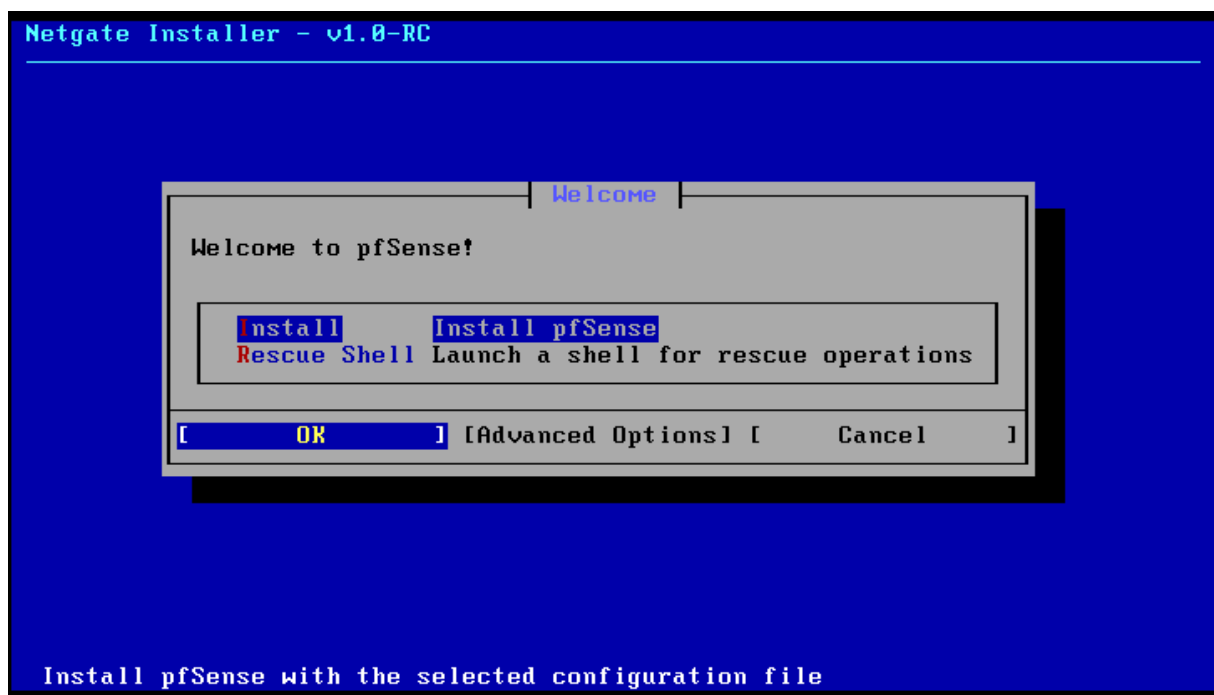 Netgate Installer - v1.0-RC
Welcome
Welcome to pfSense!
Install Install pfSense
Rescue Shell Launch a shell for rescue operations
[ OK ] [Advanced Options] [ Cancel ]
Install pfSense with the selected configuration file